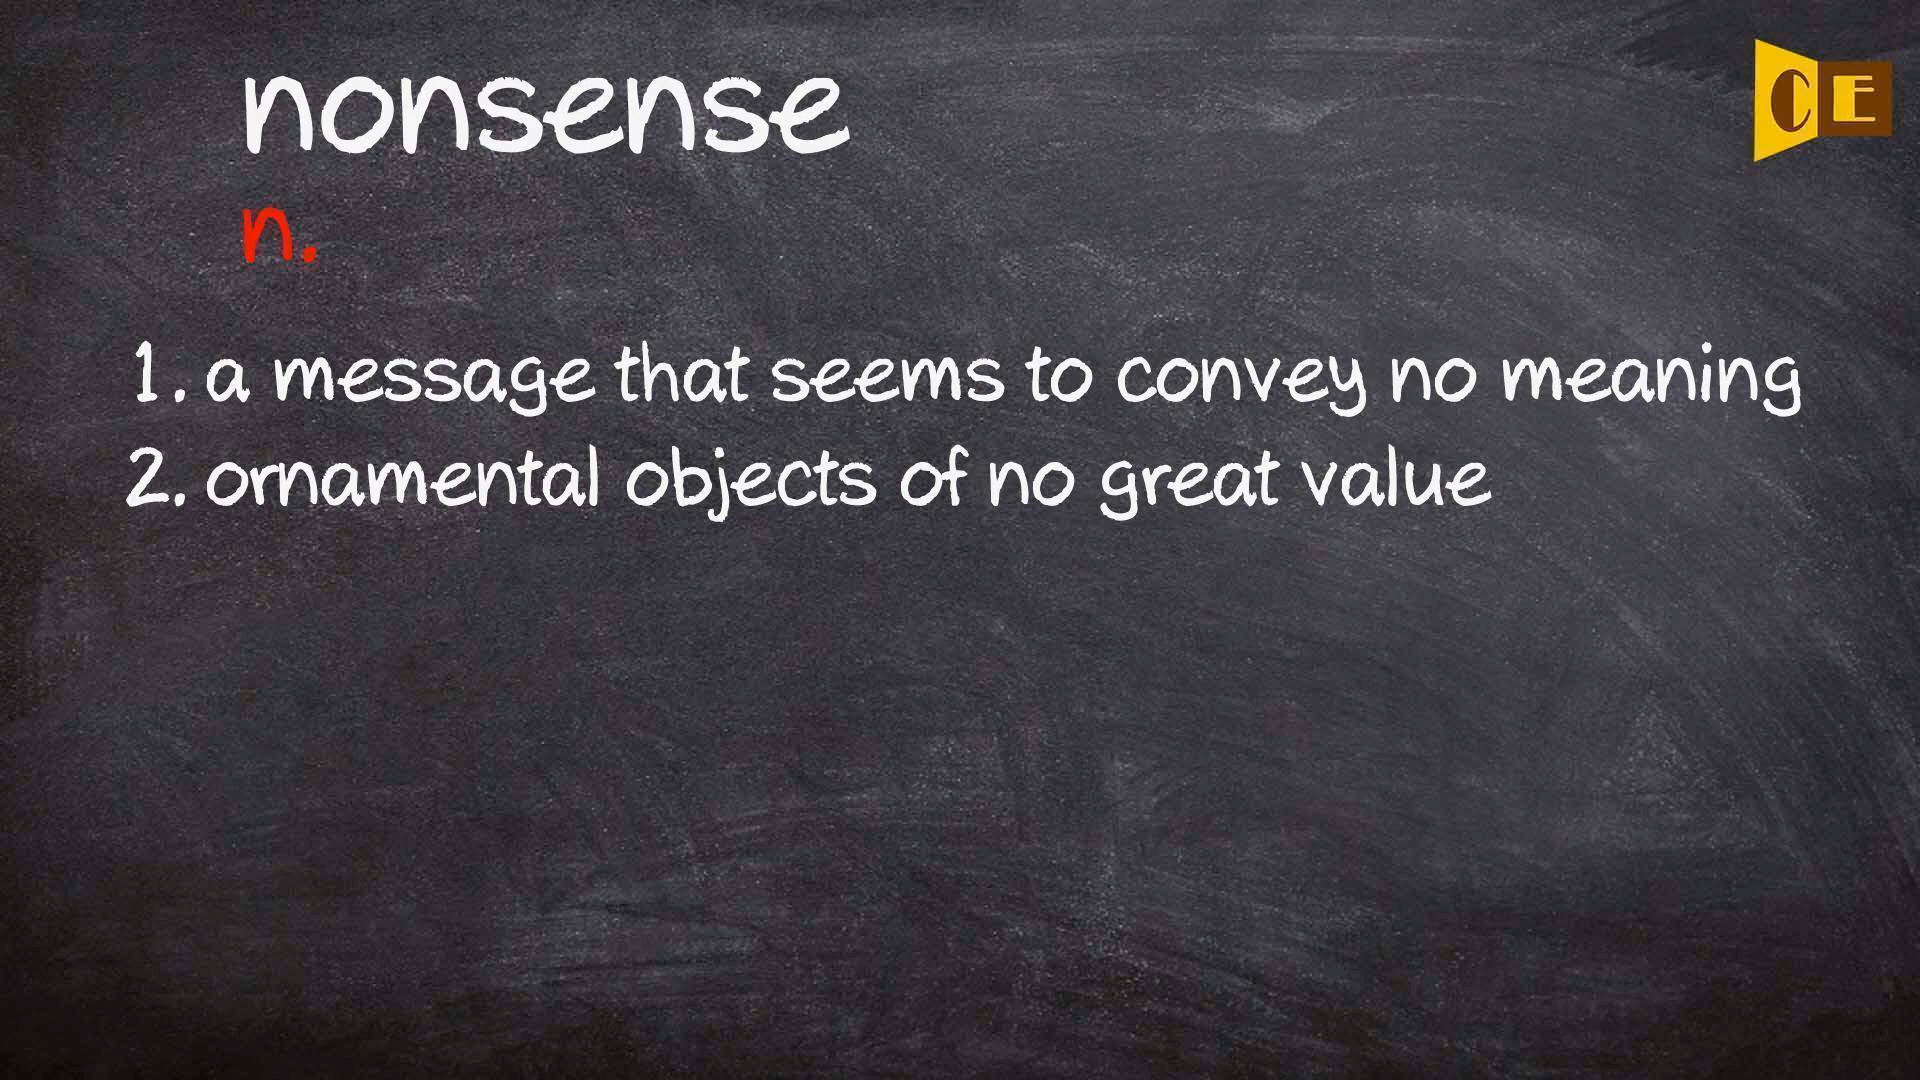 nonsense
CE
n.
1. a message that seems to convey no meaning
2. ornamental objects of no great value